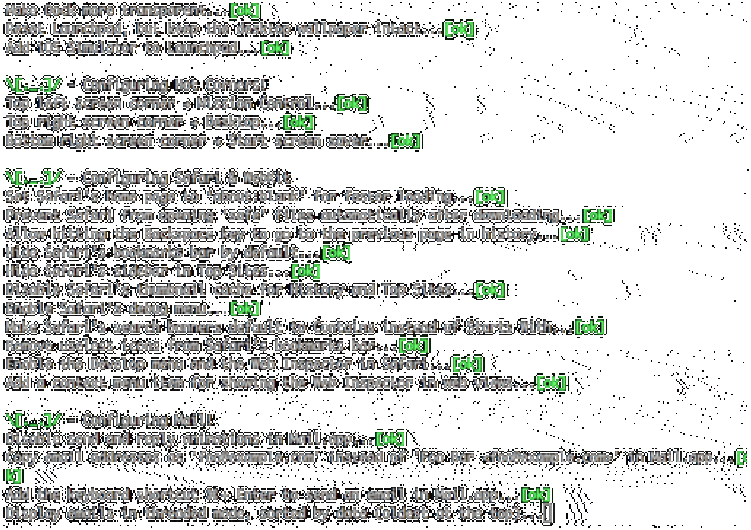 Make Dock more transparent...[ok]
Reset Launchpad, but keep the desktop wallpaper intact...[ok]
Add iOS Simulator to Launchpad...[ok]
\[._.]/ - Configuring Hot Corners
Top left screen corner → Mission Control...[ok]
Top right screen corner → Desktop...[ok]
Bottom right screen corner → Start screen saver...[ok]
\[._.]/ - Configuring Safari & WebKit
Set Safari's home page to 'about:blank' for faster loading...[ok]
Prevent Safari from opening 'safe' files automatically after downloading...[ok]
Allow hitting the Backspace key to go to the previous page in history...[ok]
Hide Safari's bookmarks bar by default...[ok]
Hide Safari's sidebar in Top Sites...[ok]
Disable Safari's thumbnail cache for History and Top Sites...[ok]
Enable Safari's debug menu...[ok]
Make Safari's search banners default to Contains instead of Starts With...[ok]
Remove useless icons from Safari's bookmarks bar...[ok]
Enable the Develop menu and the Web Inspector in Safari...[ok]
Add a context menu item for showing the Web Inspector in web views...[ok]
\[._.]/ - Configuring Mail
Disable send and reply animations in Mail.app...[ok]
Copy email addresses as 'foo@example.com' instead of 'Foo Bar <foo@example.com>' in Mail.app...[o
k]
Add the keyboard shortcut ⌘ + Enter to send an email in Mail.app...[ok]
Display emails in threaded mode, sorted by date (oldest at the top)...